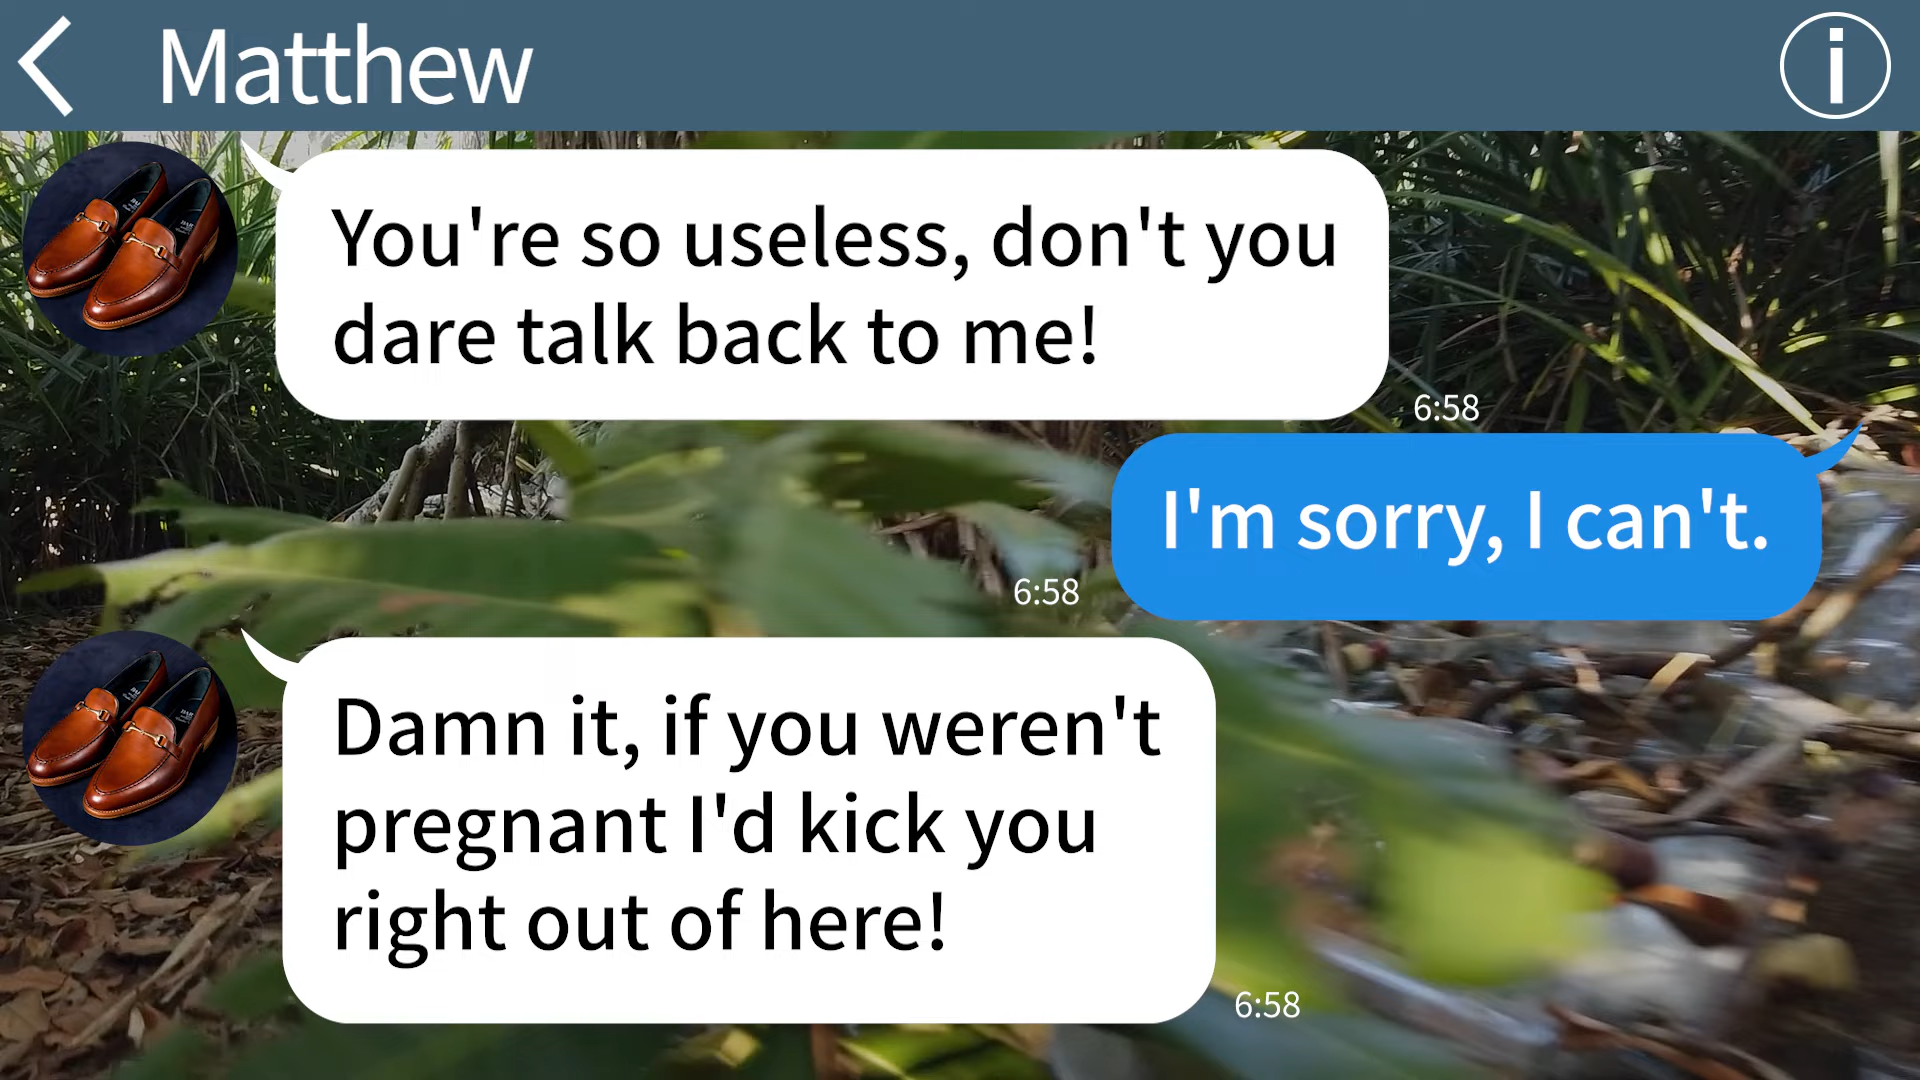 Matthew
You're so useless, don't you
dare talk back to me!
6:58
I'm sorry, I can't.
6:58
Damn it, if you weren't
pregnant I'd kick you
right out of here!
6:58